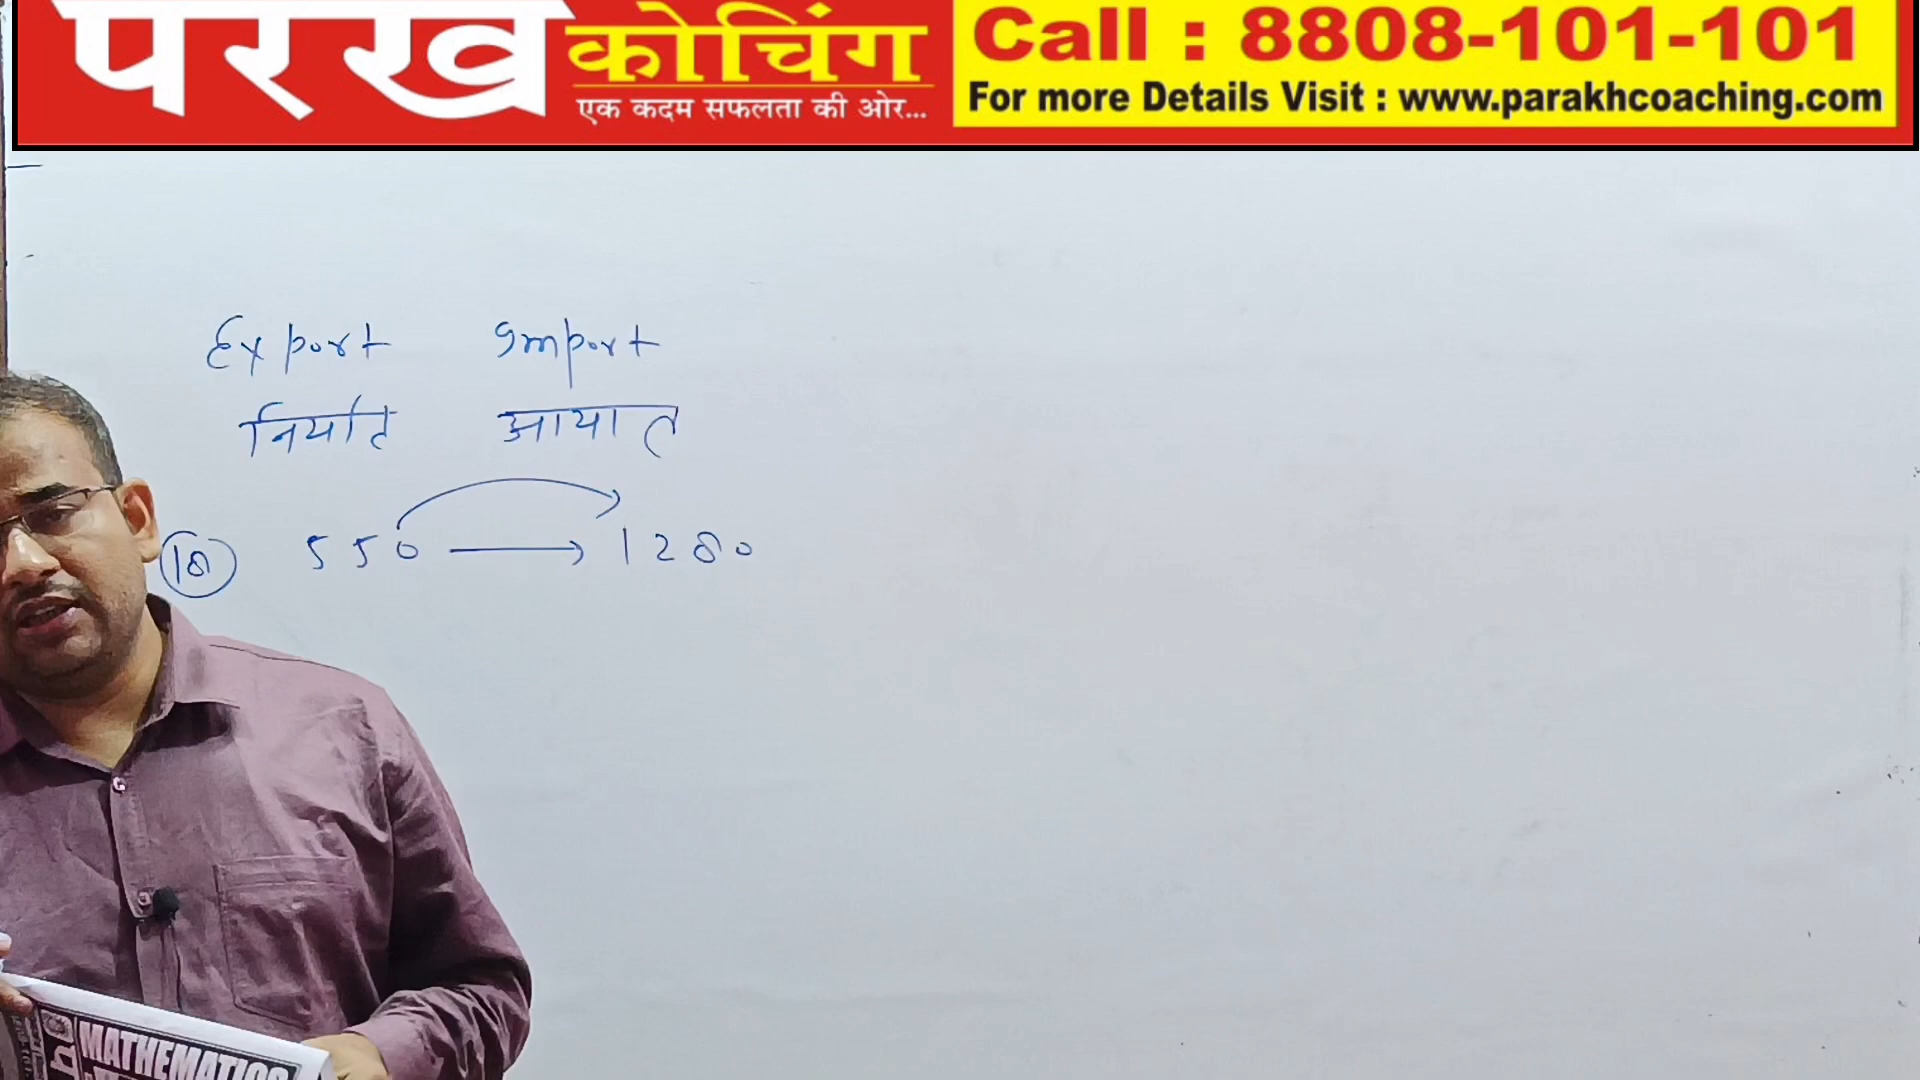 परख कोचिंग
एक कदम सफलता की ओर...
Call : 8808-101-101
For more Details Visit : www.parakhcoaching.com
Export Import
निर्यात आयात
18 550 → 1280
MATHEMATICS